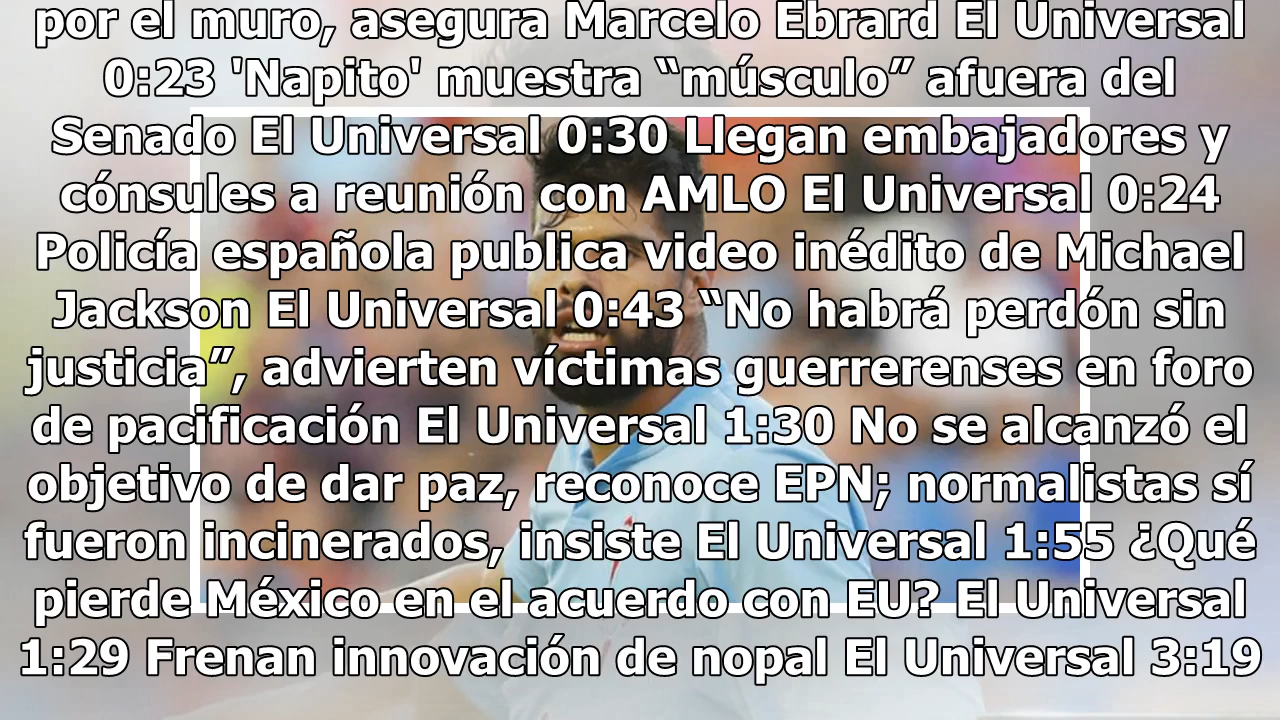 por el muro, asegura Marcelo Ebrard El Universal
0:23 'Napito' muestra “músculo” afuera del
Senado El Universal 0:30 Llegan embajadores y
cónsules a reunión con AMLO El Universal 0:24
Policía española publica video inédito de Michael
Jackson El Universal 0:43 “No habrá perdón sin
justicia”, advierten víctimas guerrerenses en foro
de pacificación El Universal 1:30 No se alcanzó el
objetivo de dar paz, reconoce EPN; normalistas sí
fueron incinerados, insiste El Universal 1:55 ¿Qué
pierde México en el acuerdo con EU? El Universal
1:29 Frenan innovación de nopal El Universal 3:19